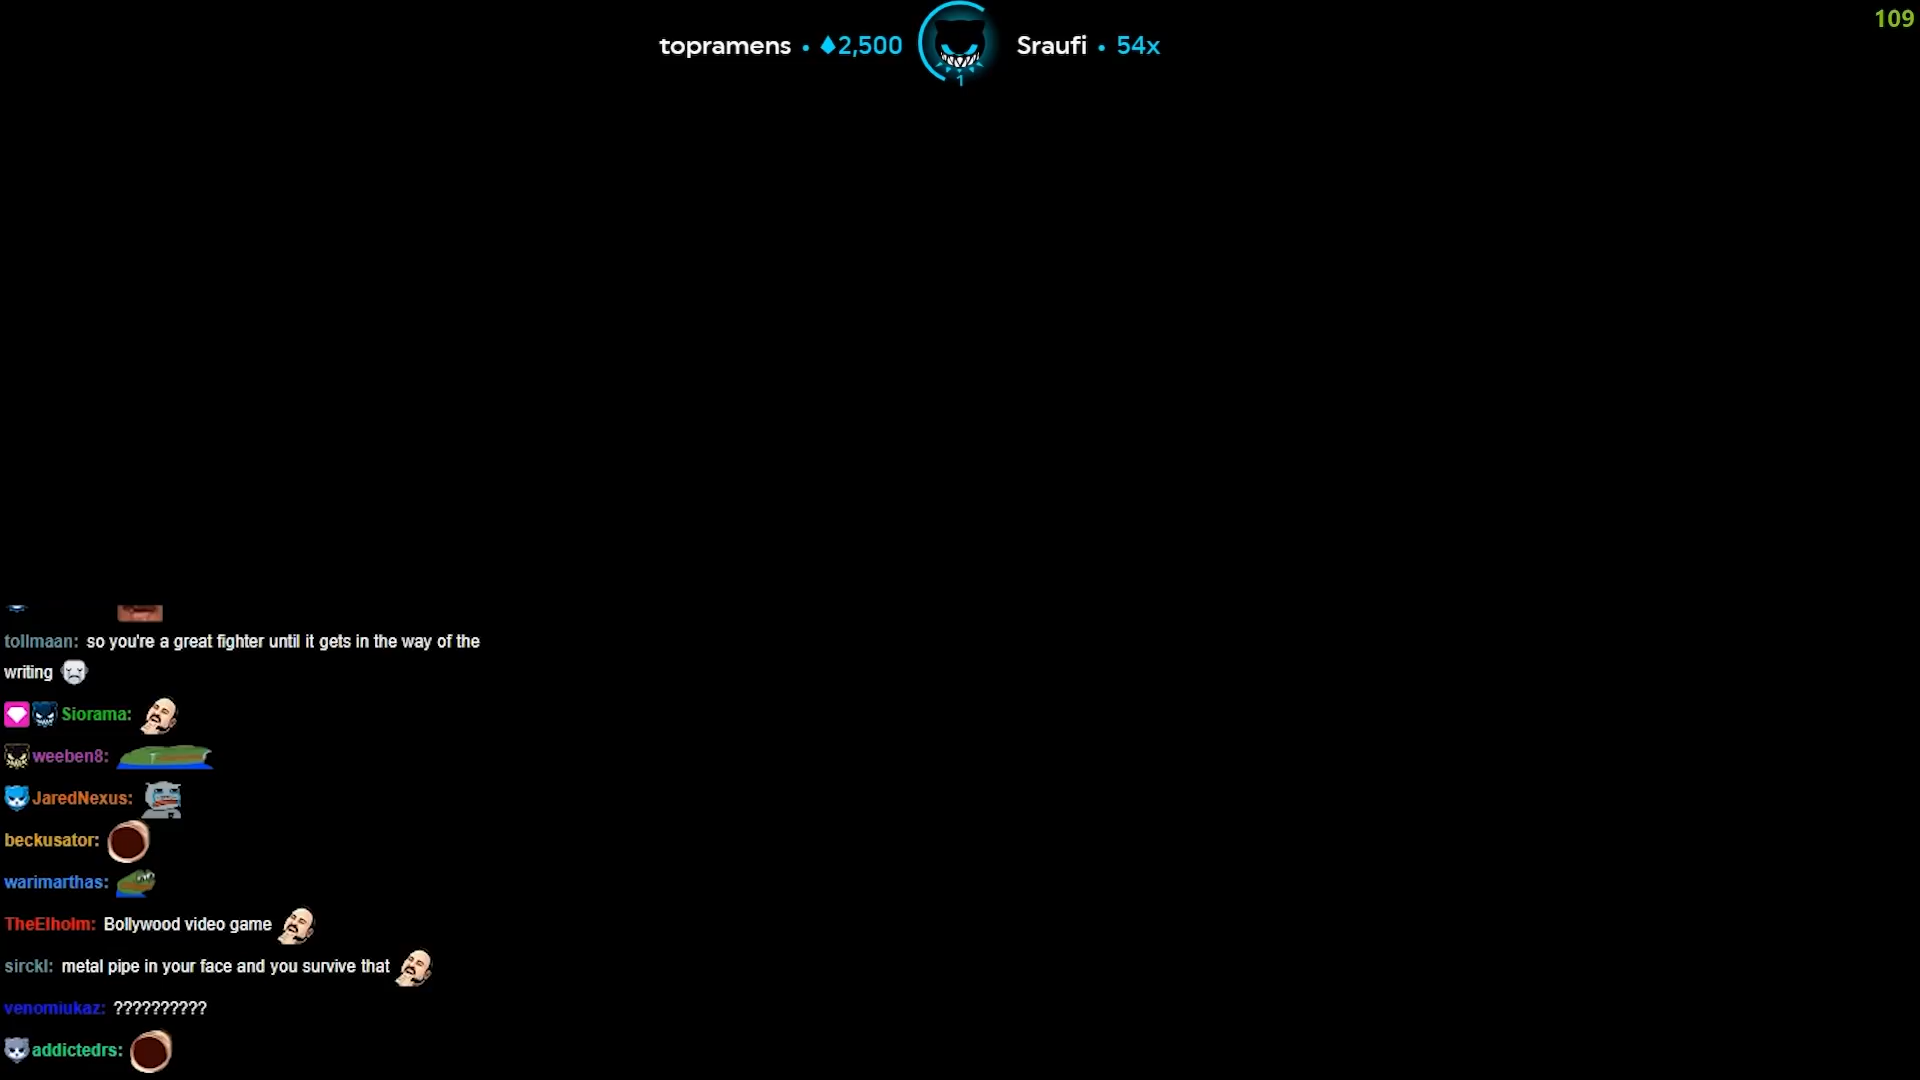 109
topramens • 2,500
1
Sraufi • 54x
tollmaan: so you're a great fighter until it gets in the way of the
writing
Siorama:
weeben8:
JaredNexus:
beckusator:
warimarthas:
TheElholm: Bollywood video game
sirckl: metal pipe in your face and you survive that
venomiukaz: ??????????
addictedrs: